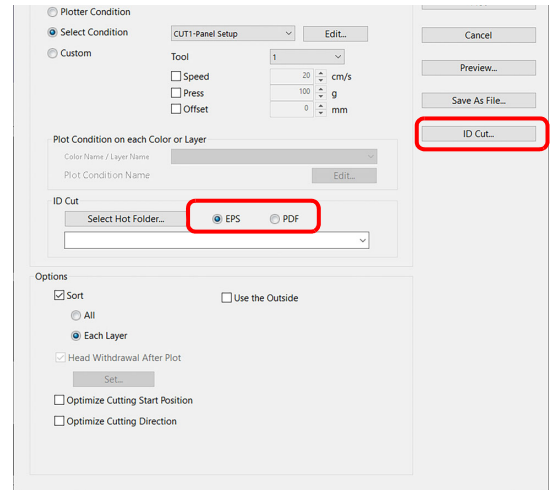 Plotter Condition
Select Condition CUT1-Panel Setup Edit... Cancel
Custom Tool 1
Preview...
Speed 20 cm/s
Press 100 g
Save As File...
Offset 0 mm
ID Cut...
Plot Condition on each Color or Layer
Color Name / Layer Name
Plot Condition Name Edit...
ID Cut
Select Hot Folder... EPS PDF
Options
Sort Use the Outside
All
Each Layer
Head Withdrawal After Plot
Set...
Optimize Cutting Start Position
Optimize Cutting Direction